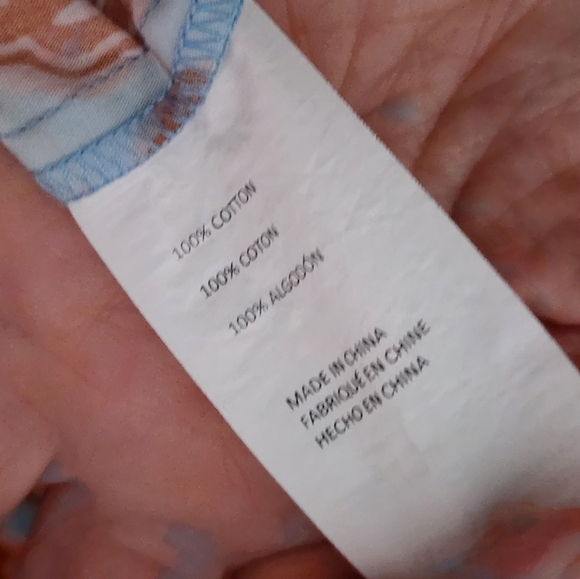 100% COTTON
100% COTON
100% ALGODÓN
MADE IN CHINA
FABRIQUÉ EN CHINE
HECHO EN CHINA